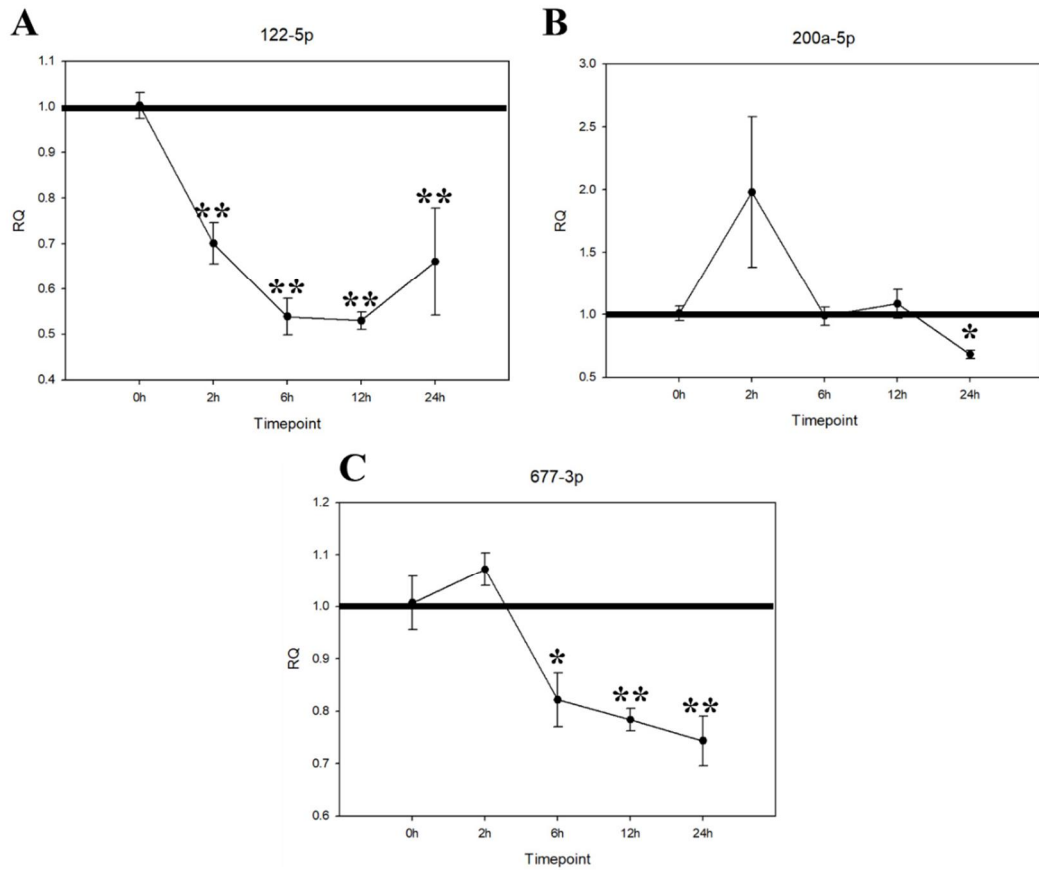 A
122-5p
1.1
1.0
0.9
0.8
0.7
0.6
0.5
0.4
RQ
**
**
**
**
0h 2h 6h 12h 24h
Timepoint
B
200a-5p
3.0
2.5
2.0
1.5
1.0
0.5
RQ
*
0h 2h 6h 12h 24h
Timepoint
C
677-3p
1.2
1.1
1.0
0.9
0.8
0.7
0.6
RQ
*
**
**
0h 2h 6h 12h 24h
Timepoint